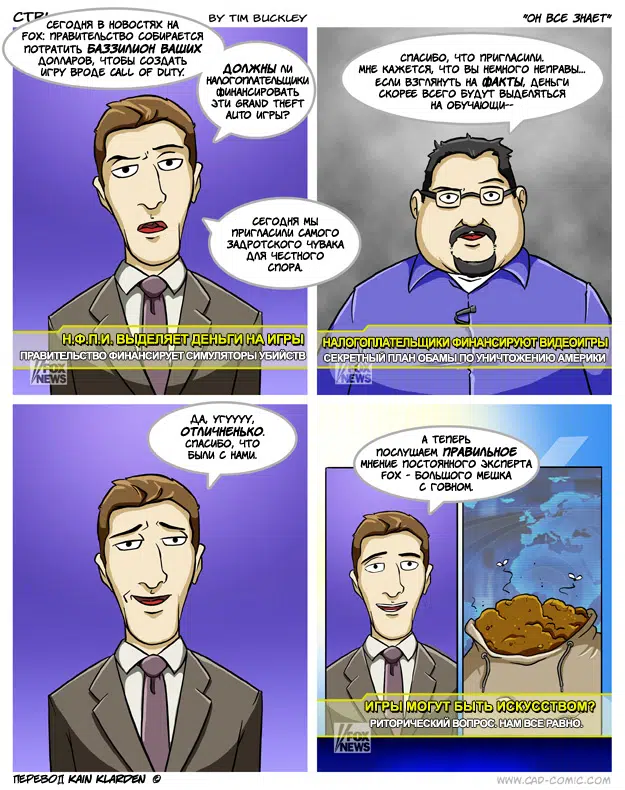 CTRL
BY TIM BUCKLEY
"ОН ВСЕ ЗНАЕТ"
СЕГОДНЯ В НОВОСТЯХ НА
FOX: ПРАВИТЕЛЬСТВО СОБИРАЕТСЯ
ПОТРАТИТЬ БАЗЗИЛИОН ВАШИХ
ДОЛЛАРОВ, ЧТОБЫ СОЗДАТЬ
ИГРУ ВРОДЕ CALL OF DUTY.
ДОЛЖНЫ ЛИ
НАЛОГОПЛАТЕЛЬЩИКИ
ФИНАНСИРОВАТЬ
ЭТИ GRAND THEFT
AUTO ИГРЫ?
СЕГОДНЯ МЫ
ПРИГЛАСИЛИ САМОГО
ЗАДРОТСКОГО ЧУВАКА
ДЛЯ ЧЕСТНОГО
СПОРА.
Н.Ф.П.И. ВЫДЕЛЯЕТ ДЕНЬГИ НА ИГРЫ
ПРАВИТЕЛЬСТВО ФИНАНСИРУЕТ СИМУЛЯТОРЫ УБИЙСТВ
FOX
NEWS
СПАСИБО, ЧТО ПРИГЛАСИЛИ.
МНЕ КАЖЕТСЯ, ЧТО ВЫ НЕМНОГО НЕПРАВЫ...
ЕСЛИ ВЗГЛЯНУТЬ НА ФАКТЫ, ДЕНЬГИ
СКОРЕЕ ВСЕГО БУДУТ ВЫДЕЛЯТЬСЯ
НА ОБУЧАЮЩИ--
НАЛОГОПЛАТЕЛЬЩИКИ ФИНАНСИРУЮТ ВИДЕОИГРЫ
СЕКРЕТНЫЙ ПЛАН ОБАМЫ ПО УНИЧТОЖЕНИЮ АМЕРИКИ
FOX
NEWS
ДА, УГУУУУ,
ОТЛИЧНЕНЬКО.
СПАСИБО, ЧТО
БЫЛИ С НАМИ.
А ТЕПЕРЬ
ПОСЛУШАЕМ ПРАВИЛЬНОЕ
МНЕНИЕ ПОСТОЯННОГО ЭКСПЕРТА
FOX - БОЛЬШОГО МЕШКА
С ГОВНОМ.
ИГРЫ МОГУТ БЫТЬ ИСКУССТВОМ?
РИТОРИЧЕСКИЙ ВОПРОС. НАМ ВСЕ РАВНО.
FOX
NEWS
ПЕРЕВОД KAIN KLARDEN ©
WWW.CAD-COMIC.COM